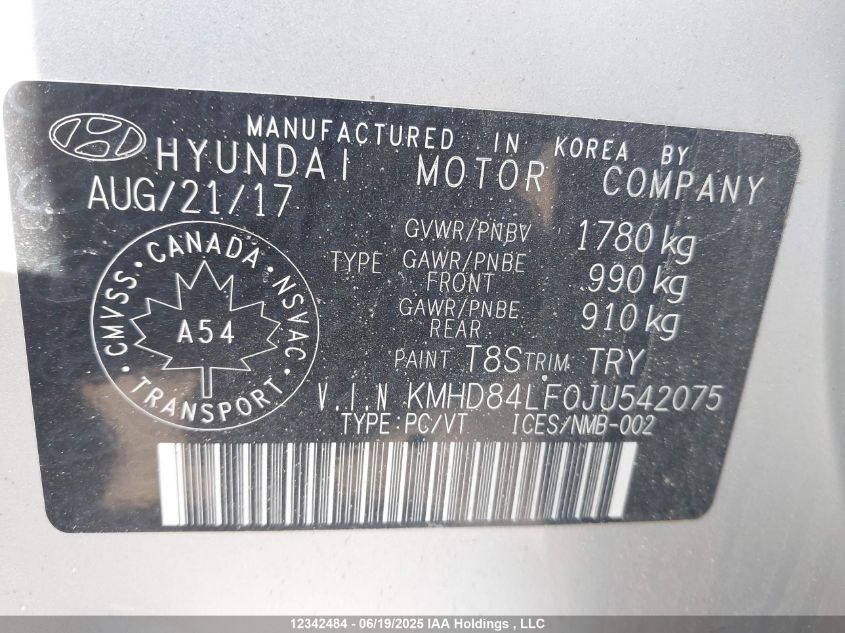 MANUFACTURED IN KOREA BY
HYUNDAI MOTOR COMPANY
AUG/21/17
GVWR/PNBV 1780 kg
TYPE GAWR/PNBE FRONT 990 kg
GAWR/PNBE REAR 910 kg
CMVSS · CANADA · NSVAC · TRANSPORT ·
A54
PAINT T8S TRIM TRY
V.I.N KMHD84LF0JU542075
TYPE:PC/VT ICES/NMB-002
12342484 - 06/19/2025 IAA Holdings , LLC